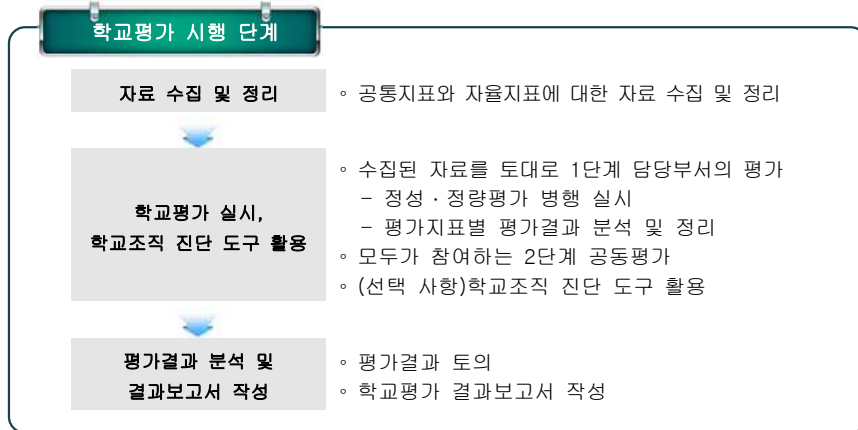 학교평가 시행 단계
자료 수집 및 정리
◦ 공통지표와 자율지표에 대한 자료 수집 및 정리
학교평가 실시,
학교조직 진단 도구 활용
◦ 수집된 자료를 토대로 1단계 담당부서의 평가
- 정성·정량평가 병행 실시
- 평가지표별 평가결과 분석 및 정리
◦ 모두가 참여하는 2단계 공동평가
◦ (선택 사항)학교조직 진단 도구 활용
평가결과 분석 및
결과보고서 작성
◦ 평가결과 토의
◦ 학교평가 결과보고서 작성